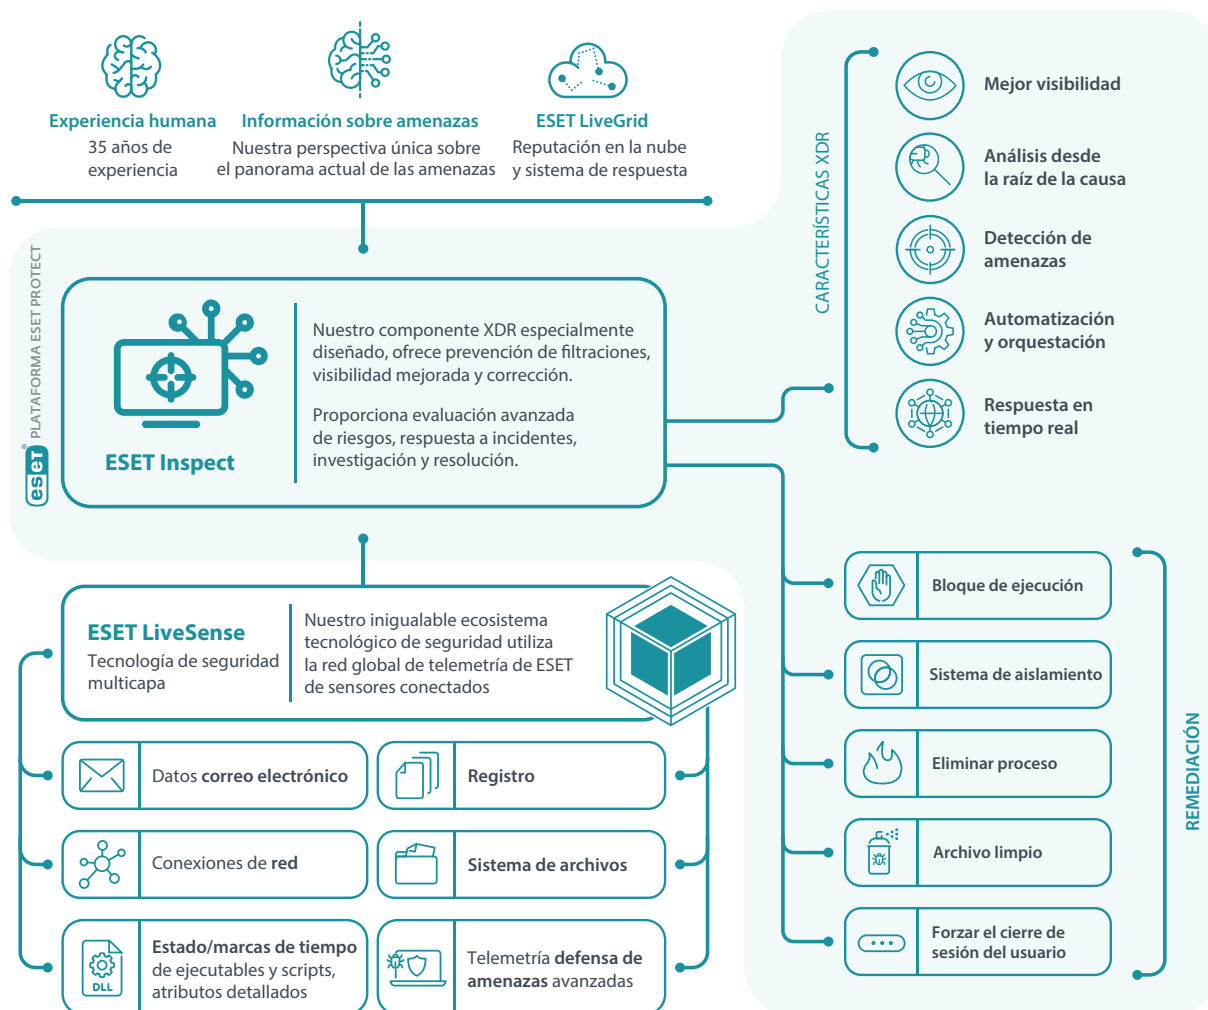 Experiencia humana
35 años de
experiencia
Información sobre amenazas
Nuestra perspectiva única sobre
el panorama actual de las amenazas
ESET LiveGrid
Reputación en la nube
y sistema de respuesta
CARACTERÍSTICAS XDR
Mejor visibilidad
Análisis desde
la raíz de la causa
Detección de
amenazas
Automatización
y orquestación
Respuesta en
tiempo real
eset® PLATAFORMA ESET PROTECT
ESET Inspect
Nuestro componente XDR especialmente
diseñado, ofrece prevención de filtraciones,
visibilidad mejorada y corrección.
Proporciona evaluación avanzada
de riesgos, respuesta a incidentes,
investigación y resolución.
ESET LiveSense
Tecnología de seguridad
multicapa
Nuestro inigualable ecosistema
tecnológico de seguridad utiliza
la red global de telemetría de ESET
de sensores conectados
Datos correo electrónico
Registro
Conexiones de red
Sistema de archivos
DLL
Estado/marcas de tiempo
de ejecutables y scripts,
atributos detallados
Telemetría defensa de
amenazas avanzadas
Bloque de ejecución
Sistema de aislamiento
Eliminar proceso
Archivo limpio
Forzar el cierre de
sesión del usuario
REMEDIACIÓN